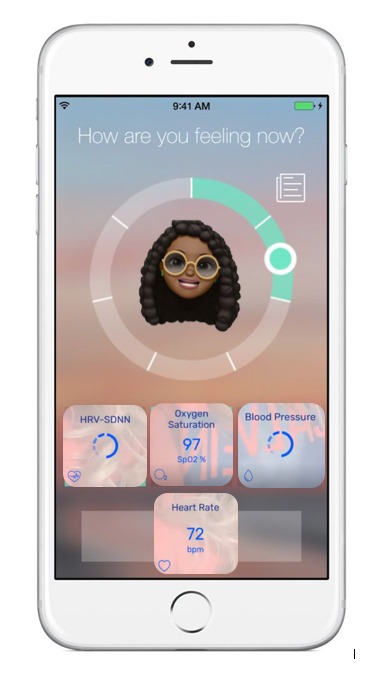 9:41 AM
How are you feeling now?
HRV-SDNN
Oxygen
Saturation
97
SpO2 %
Blood Pressure
Heart Rate
72
bpm